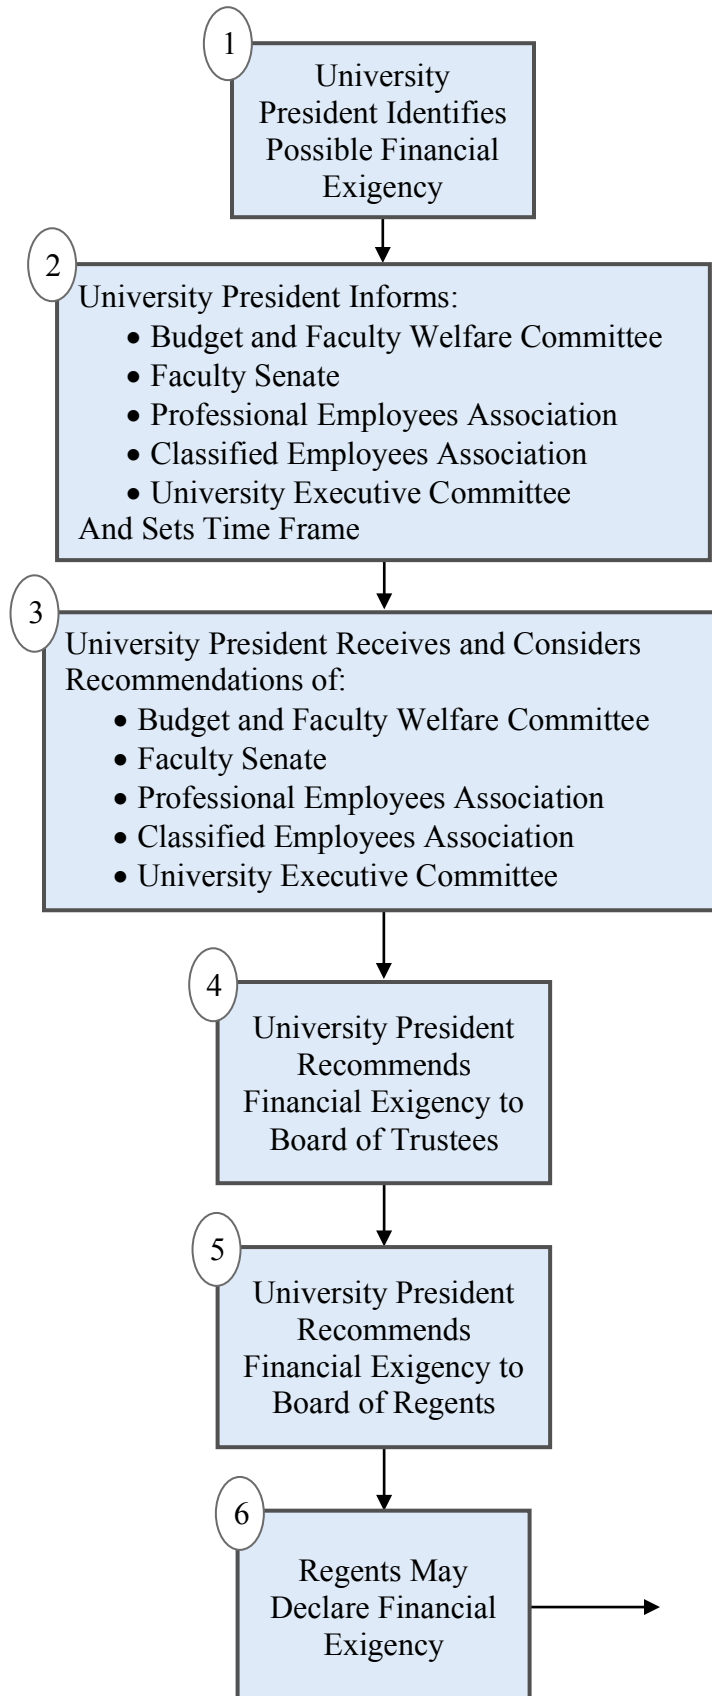 1
University
President Identifies
Possible Financial
Exigency
2
University President Informs:
• Budget and Faculty Welfare Committee
• Faculty Senate
• Professional Employees Association
• Classified Employees Association
• University Executive Committee
And Sets Time Frame
3
University President Receives and Considers
Recommendations of:
• Budget and Faculty Welfare Committee
• Faculty Senate
• Professional Employees Association
• Classified Employees Association
• University Executive Committee
4
University President
Recommends
Financial Exigency to
Board of Trustees
5
University President
Recommends
Financial Exigency to
Board of Regents
6
Regents May
Declare Financial
Exigency